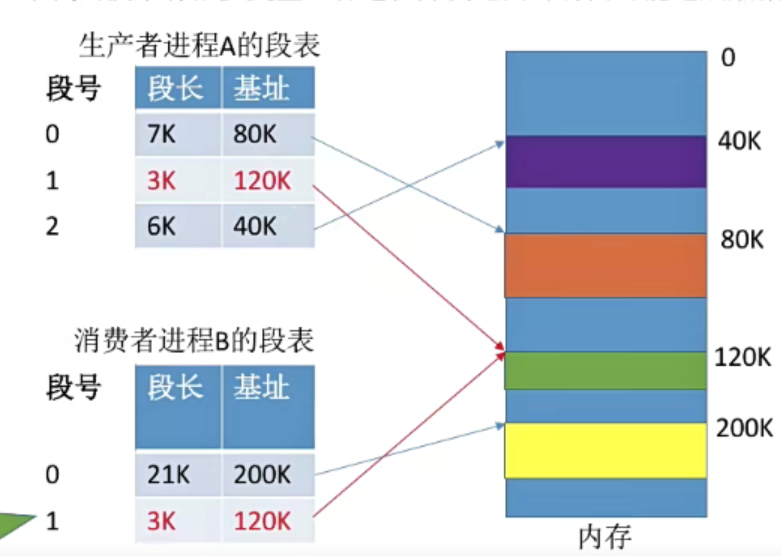 生产者进程A的段表
段号 段长 基址
0 7K 80K
1 3K 120K
2 6K 40K
消费者进程B的段表
段号 段长 基址
0 21K 200K
1 3K 120K
0
40K
80K
120K
200K
内存